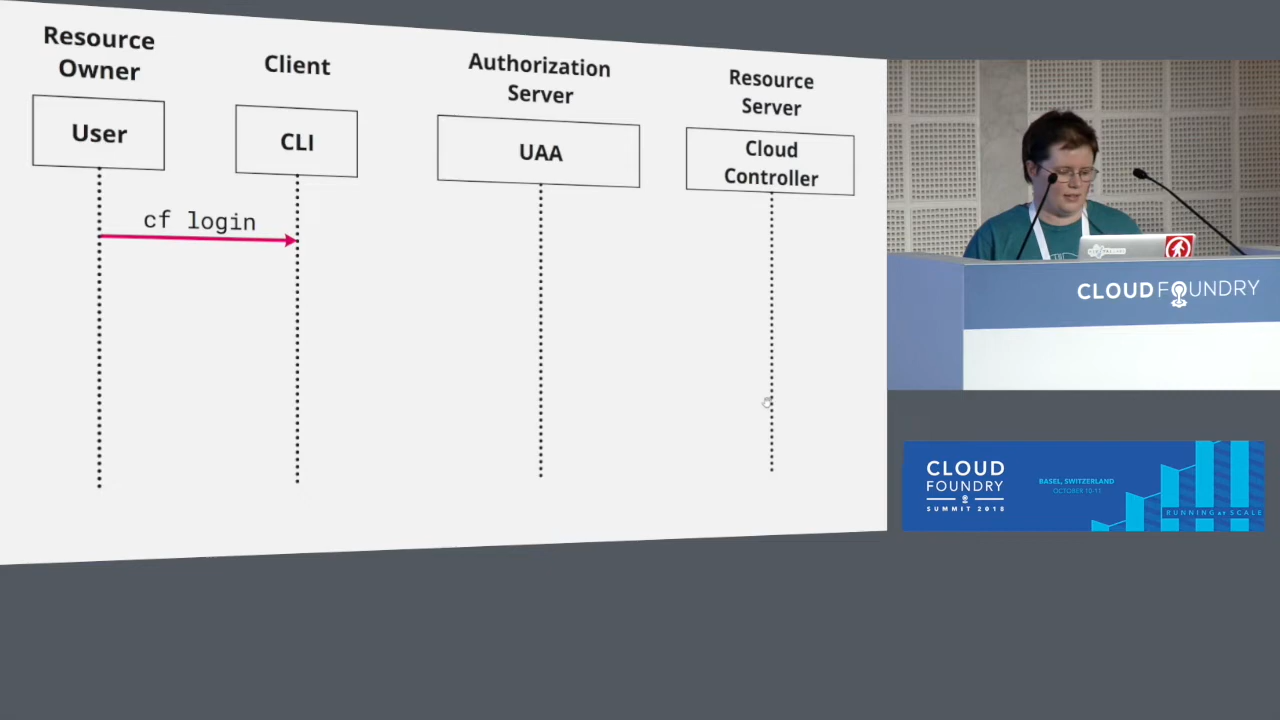 Resource
Owner
Client
Authorization
Server
Resource
Server
User
CLI
UAA
Cloud
Controller
cf login
CLOUD FOUNDRY
CLOUD
FOUNDRY
SUMMIT 2018
BASEL, SWITZERLAND
OCTOBER 10-11
RUNNING AT SCALE